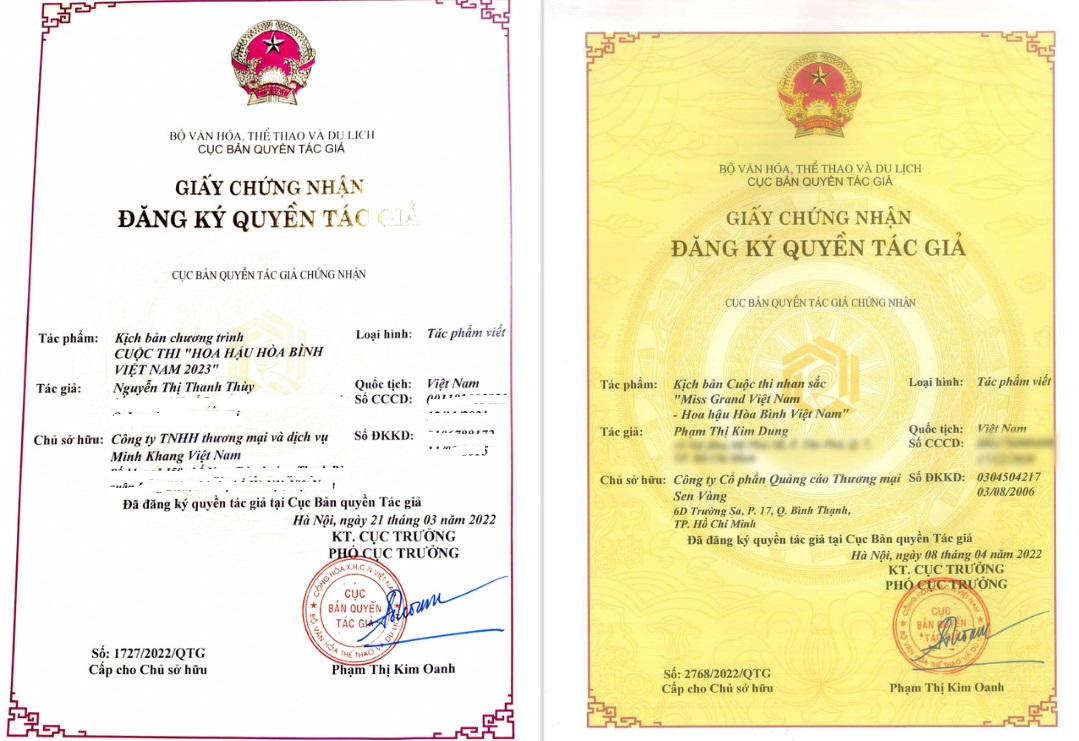 BỘ VĂN HÓA, THỂ THAO VÀ DU LỊCH
CỤC BẢN QUYỀN TÁC GIẢ
GIẤY CHỨNG NHẬN
ĐĂNG KÝ QUYỀN TÁC GIẢ
CỤC BẢN QUYỀN TÁC GIẢ CHỨNG NHẬN
Tác phẩm: Kịch bản chương trình Loại hình: Tác phẩm viết
CUỘC THI "HOA HẬU HÒA BÌNH
VIỆT NAM 2023"
Tác giả: Nguyễn Thị Thanh Thùy Quốc tịch: Việt Nam
Số CCCD:
Chủ sở hữu: Công ty TNHH thương mại và dịch vụ Số ĐKKD:
Minh Khang Việt Nam
Đã đăng ký quyền tác giả tại Cục Bản quyền Tác giả
Hà Nội, ngày 21 tháng 03 năm 2022
KT. CỤC TRƯỞNG
PHÓ CỤC TRƯỞNG
CỤC
BẢN QUYỀN
TÁC GIẢ
Số: 1727/2022/QTG
Cấp cho Chủ sở hữu Phạm Thị Kim Oanh
BỘ VĂN HÓA, THỂ THAO VÀ DU LỊCH
CỤC BẢN QUYỀN TÁC GIẢ
GIẤY CHỨNG NHẬN
ĐĂNG KÝ QUYỀN TÁC GIẢ
CỤC BẢN QUYỀN TÁC GIẢ CHỨNG NHẬN
Tác phẩm: Kịch bản Cuộc thi nhan sắc Loại hình: Tác phẩm viết
"Miss Grand Việt Nam
- Hoa hậu Hòa Bình Việt Nam"
Tác giả: Phạm Thị Kim Dung Quốc tịch: Việt Nam
Số CCCD:
Chủ sở hữu: Công ty Cổ phần Quảng cáo Thương mại Số ĐKKD: 0304504217
Sen Vàng 03/08/2006
6D Trường Sa, P. 17, Q. Bình Thạnh,
TP. Hồ Chí Minh
Đã đăng ký quyền tác giả tại Cục Bản quyền Tác giả
Hà Nội, ngày 08 tháng 04 năm 2022
KT. CỤC TRƯỞNG
PHÓ CỤC TRƯỞNG
CỤC
BẢN QUYỀN
TÁC GIẢ
Số: 2768/2022/QTG
Cấp cho Chủ sở hữu Phạm Thị Kim Oanh